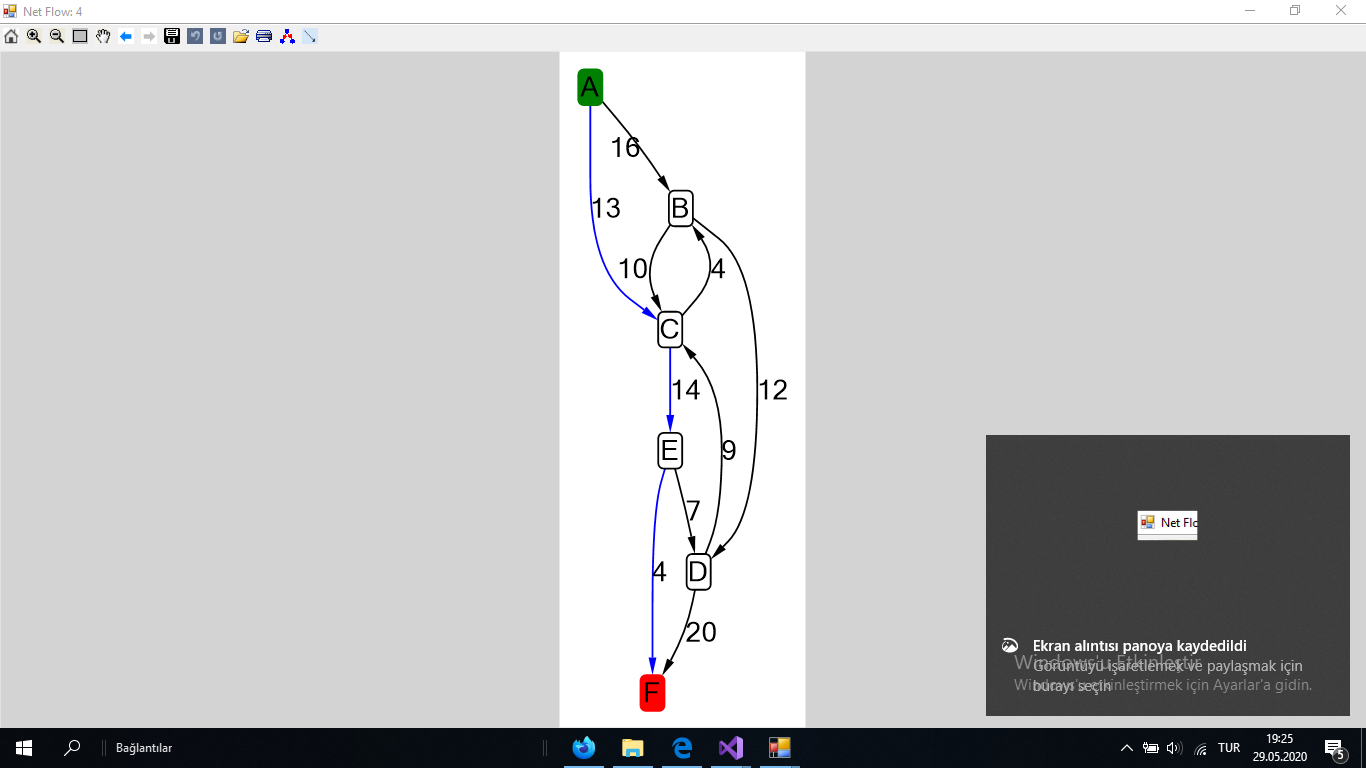 Net Flow: 4
A
16
13
B
10
4
C
14
12
E
9
7
4
D
20
F
Net Flo
Ekran alıntısı panoya kaydedildi
Windows'u Etkinleştir
Görüntüyü işaretlemek ve paylaşmak için
Windows'u etkinleştirmek için Ayarlar'a gidin.
burayı seçin
Bağlantılar
TUR
19:25
29.05.2020
5